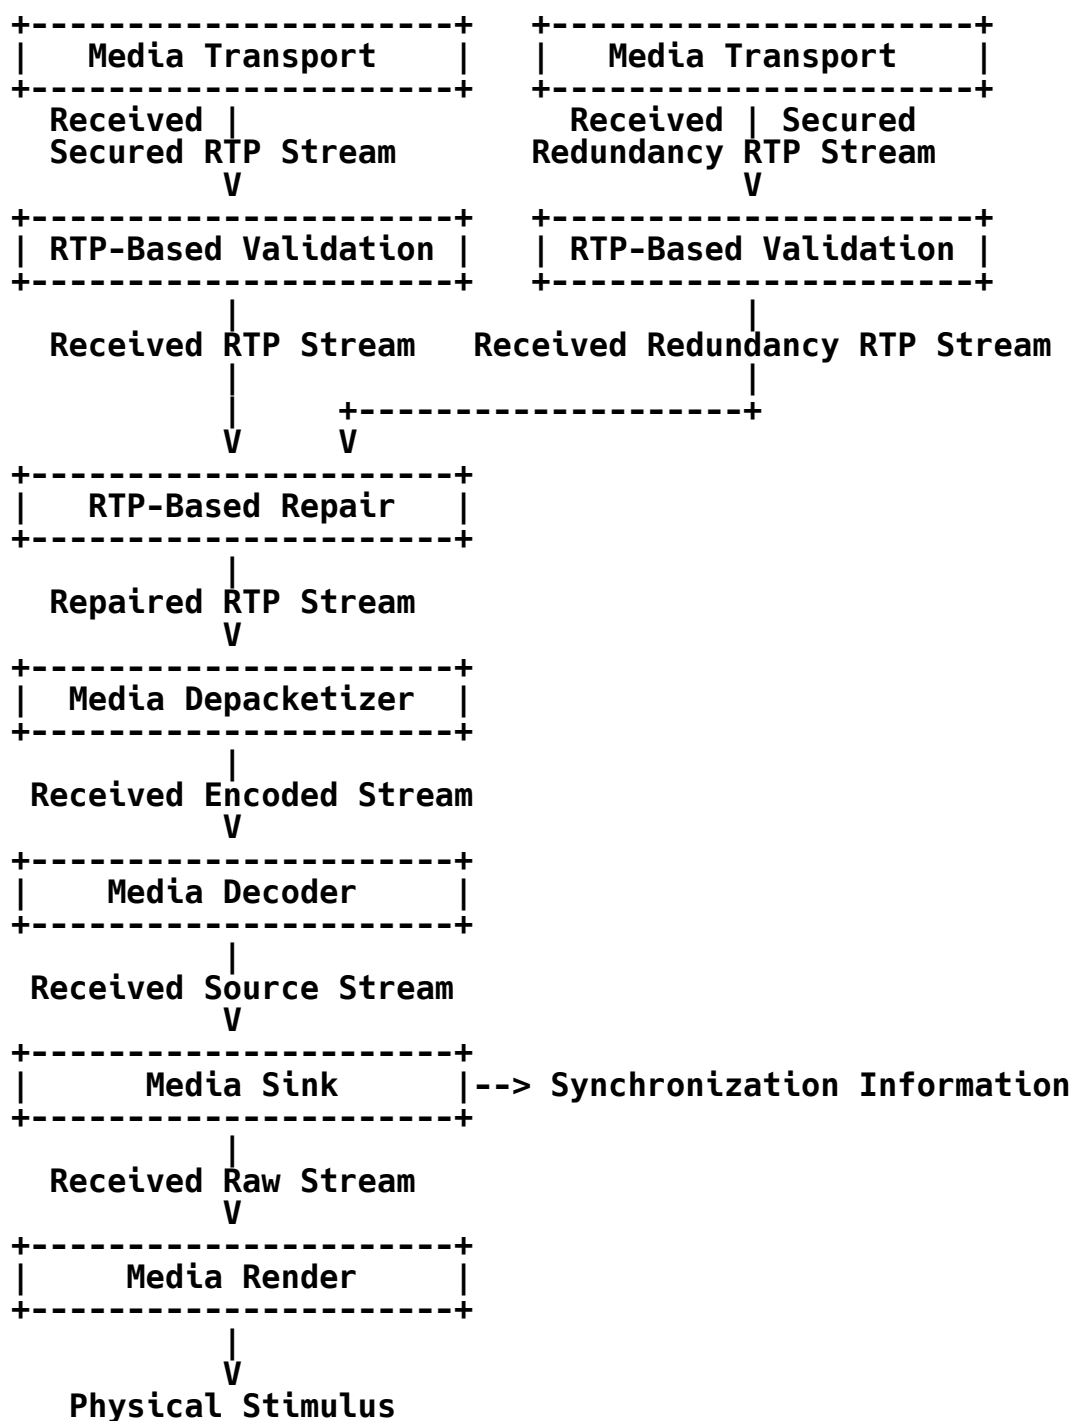 +----------------------+   +----------------------+
|   Media Transport    |   |   Media Transport    |
+----------------------+   +----------------------+
  Received |                 Received | Secured
  Secured RTP Stream       Redundancy RTP Stream
           V                          V
+----------------------+   +----------------------+
| RTP-Based Validation |   | RTP-Based Validation |
+----------------------+   +----------------------+
           |                          |
  Received RTP Stream   Received Redundancy RTP Stream
           |                          |
           |     +--------------------+
           V     V
+----------------------+
|   RTP-Based Repair   |
+----------------------+
           |
  Repaired RTP Stream
           V
+----------------------+
|  Media Depacketizer  |
+----------------------+
           |
 Received Encoded Stream
           V
+----------------------+
|    Media Decoder     |
+----------------------+
           |
 Received Source Stream
           V
+----------------------+
|      Media Sink      |--> Synchronization Information
+----------------------+
           |
  Received Raw Stream
           V
+----------------------+
|     Media Render     |
+----------------------+
           |
           V
   Physical Stimulus